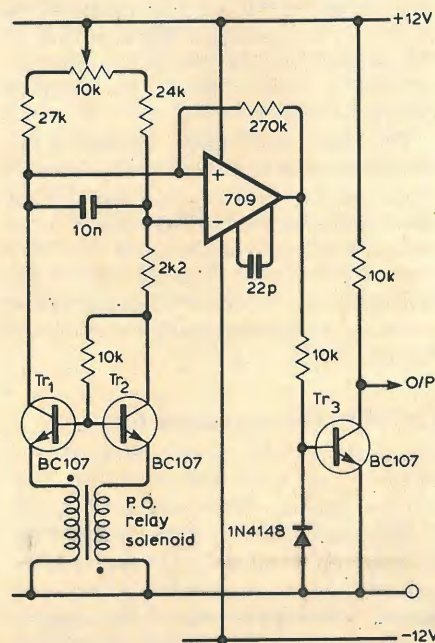 +12V
10k
24k
27k
270k
+
709
−
10n
2k2
22p
10k
10k
10k
O/P
Tr1
Tr2
Tr3
BC107
BC107
BC107
P.O.
relay
solenoid
1N4148
−12V